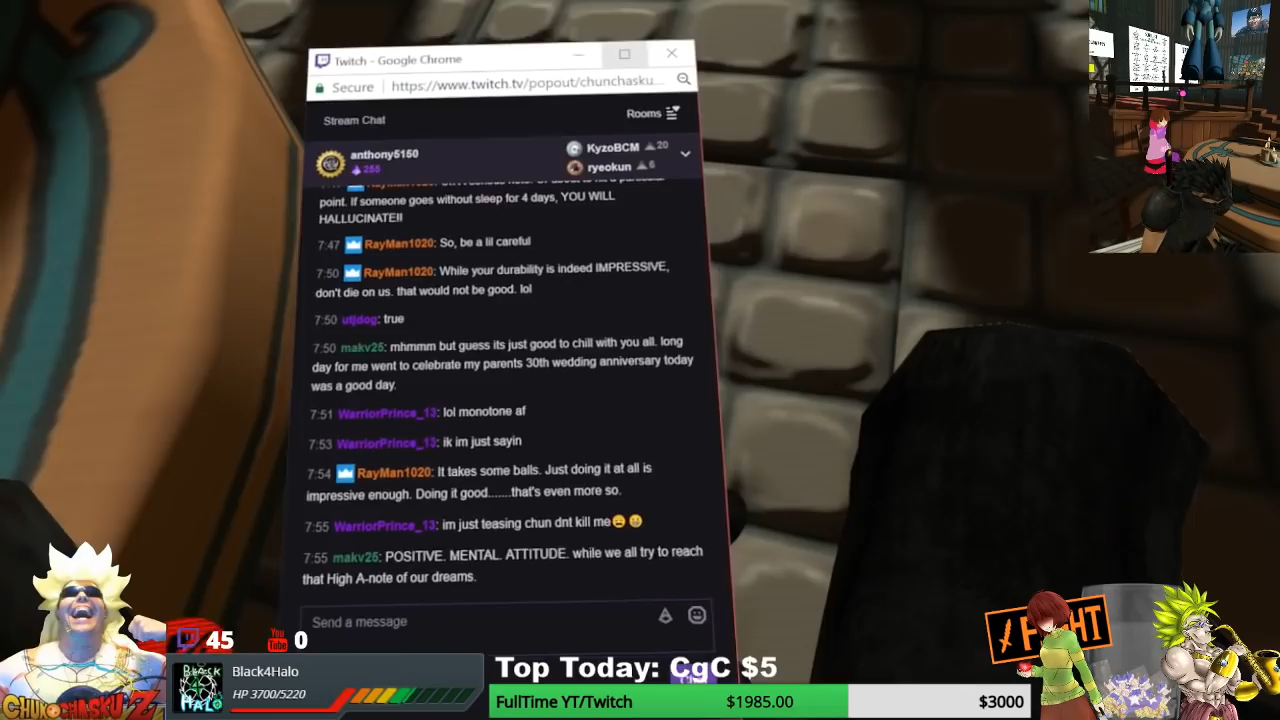 Twitch - Google Chrome
Secure https://www.twitch.tv/popout/chunchasku...
Stream Chat
Rooms
anthony5150
255
KyzoBCM 20
ryeokun 6
point. If someone goes without sleep for 4 days, YOU WILL
HALLUCINATE!!
7:47 RayMan1020: So, be a lil careful
7:50 RayMan1020: While your durability is indeed IMPRESSIVE,
don't die on us. that would not be good. lol
7:50 utjdog: true
7:50 makv25: mhmmm but guess its just good to chill with you all. long
day for me went to celebrate my parents 30th wedding anniversary today
was a good day.
7:51 WarriorPrince_13: lol monotone af
7:53 WarriorPrince_13: ik im just sayin
7:54 RayMan1020: It takes some balls. Just doing it at all is
impressive enough. Doing it good.......that's even more so.
7:55 WarriorPrince_13: im just teasing chun dnt kill me😩😆
7:55 makv25: POSITIVE. MENTAL. ATTITUDE. while we all try to reach
that High A-note of our dreams.
Send a message
45
You Tube 0
BLACK
HALO
Black4Halo
HP 3700/5220
Top Today: CgC $5
FullTime YT/Twitch $1985.00 $3000
FIGHT